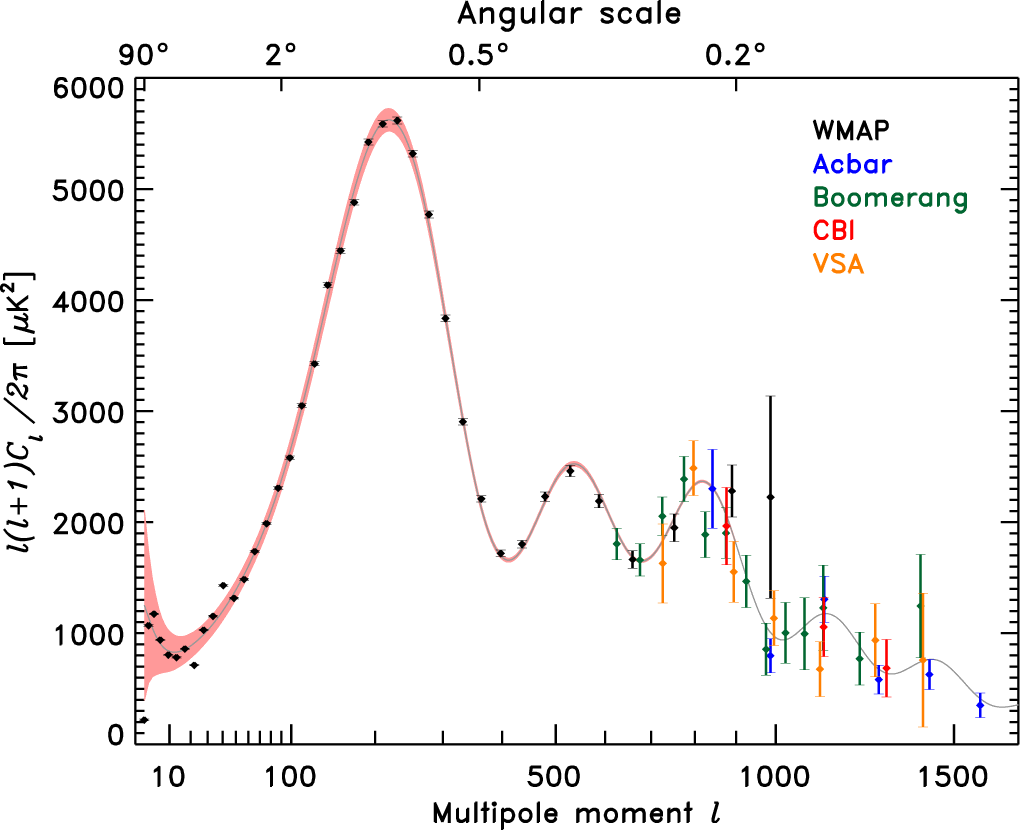 Angular scale
90° 2° 0.5° 0.2°
6000
5000
4000
3000
2000
1000
0
l(l+1)Cl/2π [μK²]
WMAP
Acbar
Boomerang
CBI
VSA
10 100 500 1000 1500
Multipole moment l